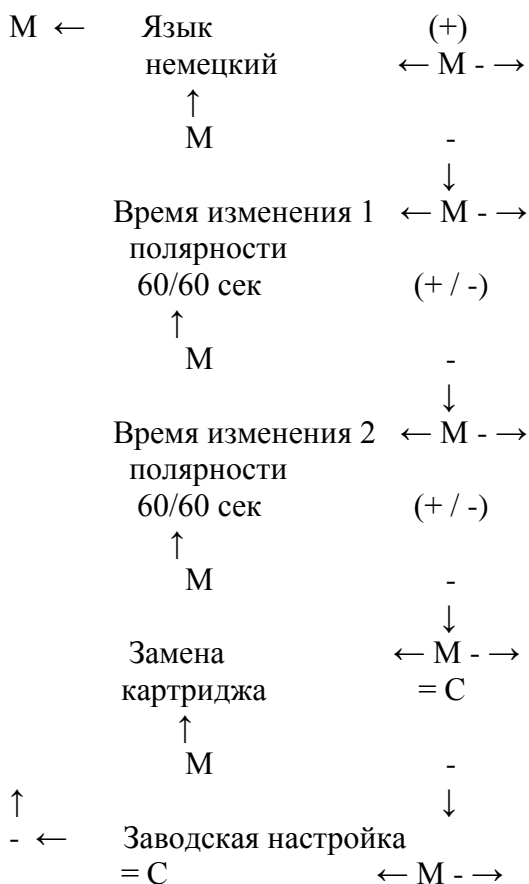 М ← Язык (+)
немецкий ← М - →
↑
М -
↓
Время изменения 1 ← М - →
полярности
60/60 сек (+ / -)
↑
М -
↓
Время изменения 2 ← М - →
полярности
60/60 сек (+ / -)
↑
М -
↓
Замена ← М - →
картриджа = С
↑
М -
↑ ↓
- ← Заводская настройка
= С ← М - →